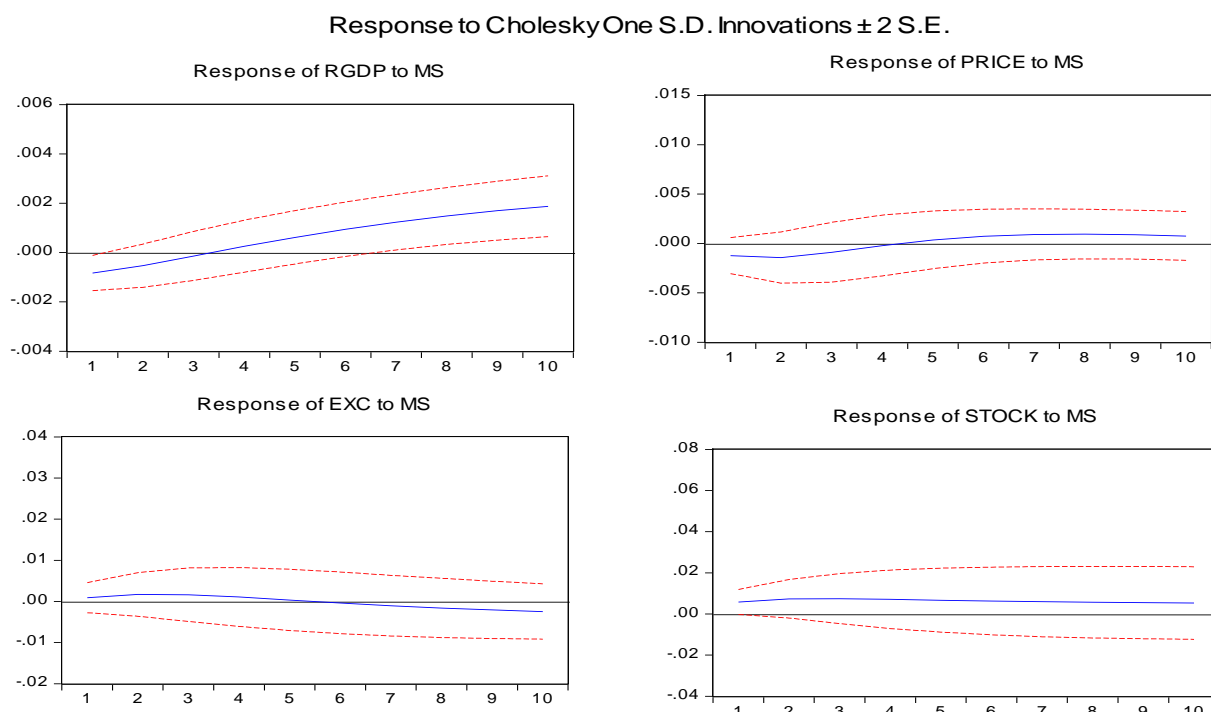 Response to Cholesky One S.D. Innovations ± 2 S.E.
Response of RGDP to MS
.006
.004
.002
.000
-.002
-.004
1 2 3 4 5 6 7 8 9 10
Response of PRICE to MS
.015
.010
.005
.000
-.005
-.010
1 2 3 4 5 6 7 8 9 10
Response of EXC to MS
.04
.03
.02
.01
.00
-.01
-.02
1 2 3 4 5 6 7 8 9 10
Response of STOCK to MS
.08
.06
.04
.02
.00
-.02
-.04
1 2 3 4 5 6 7 8 9 10